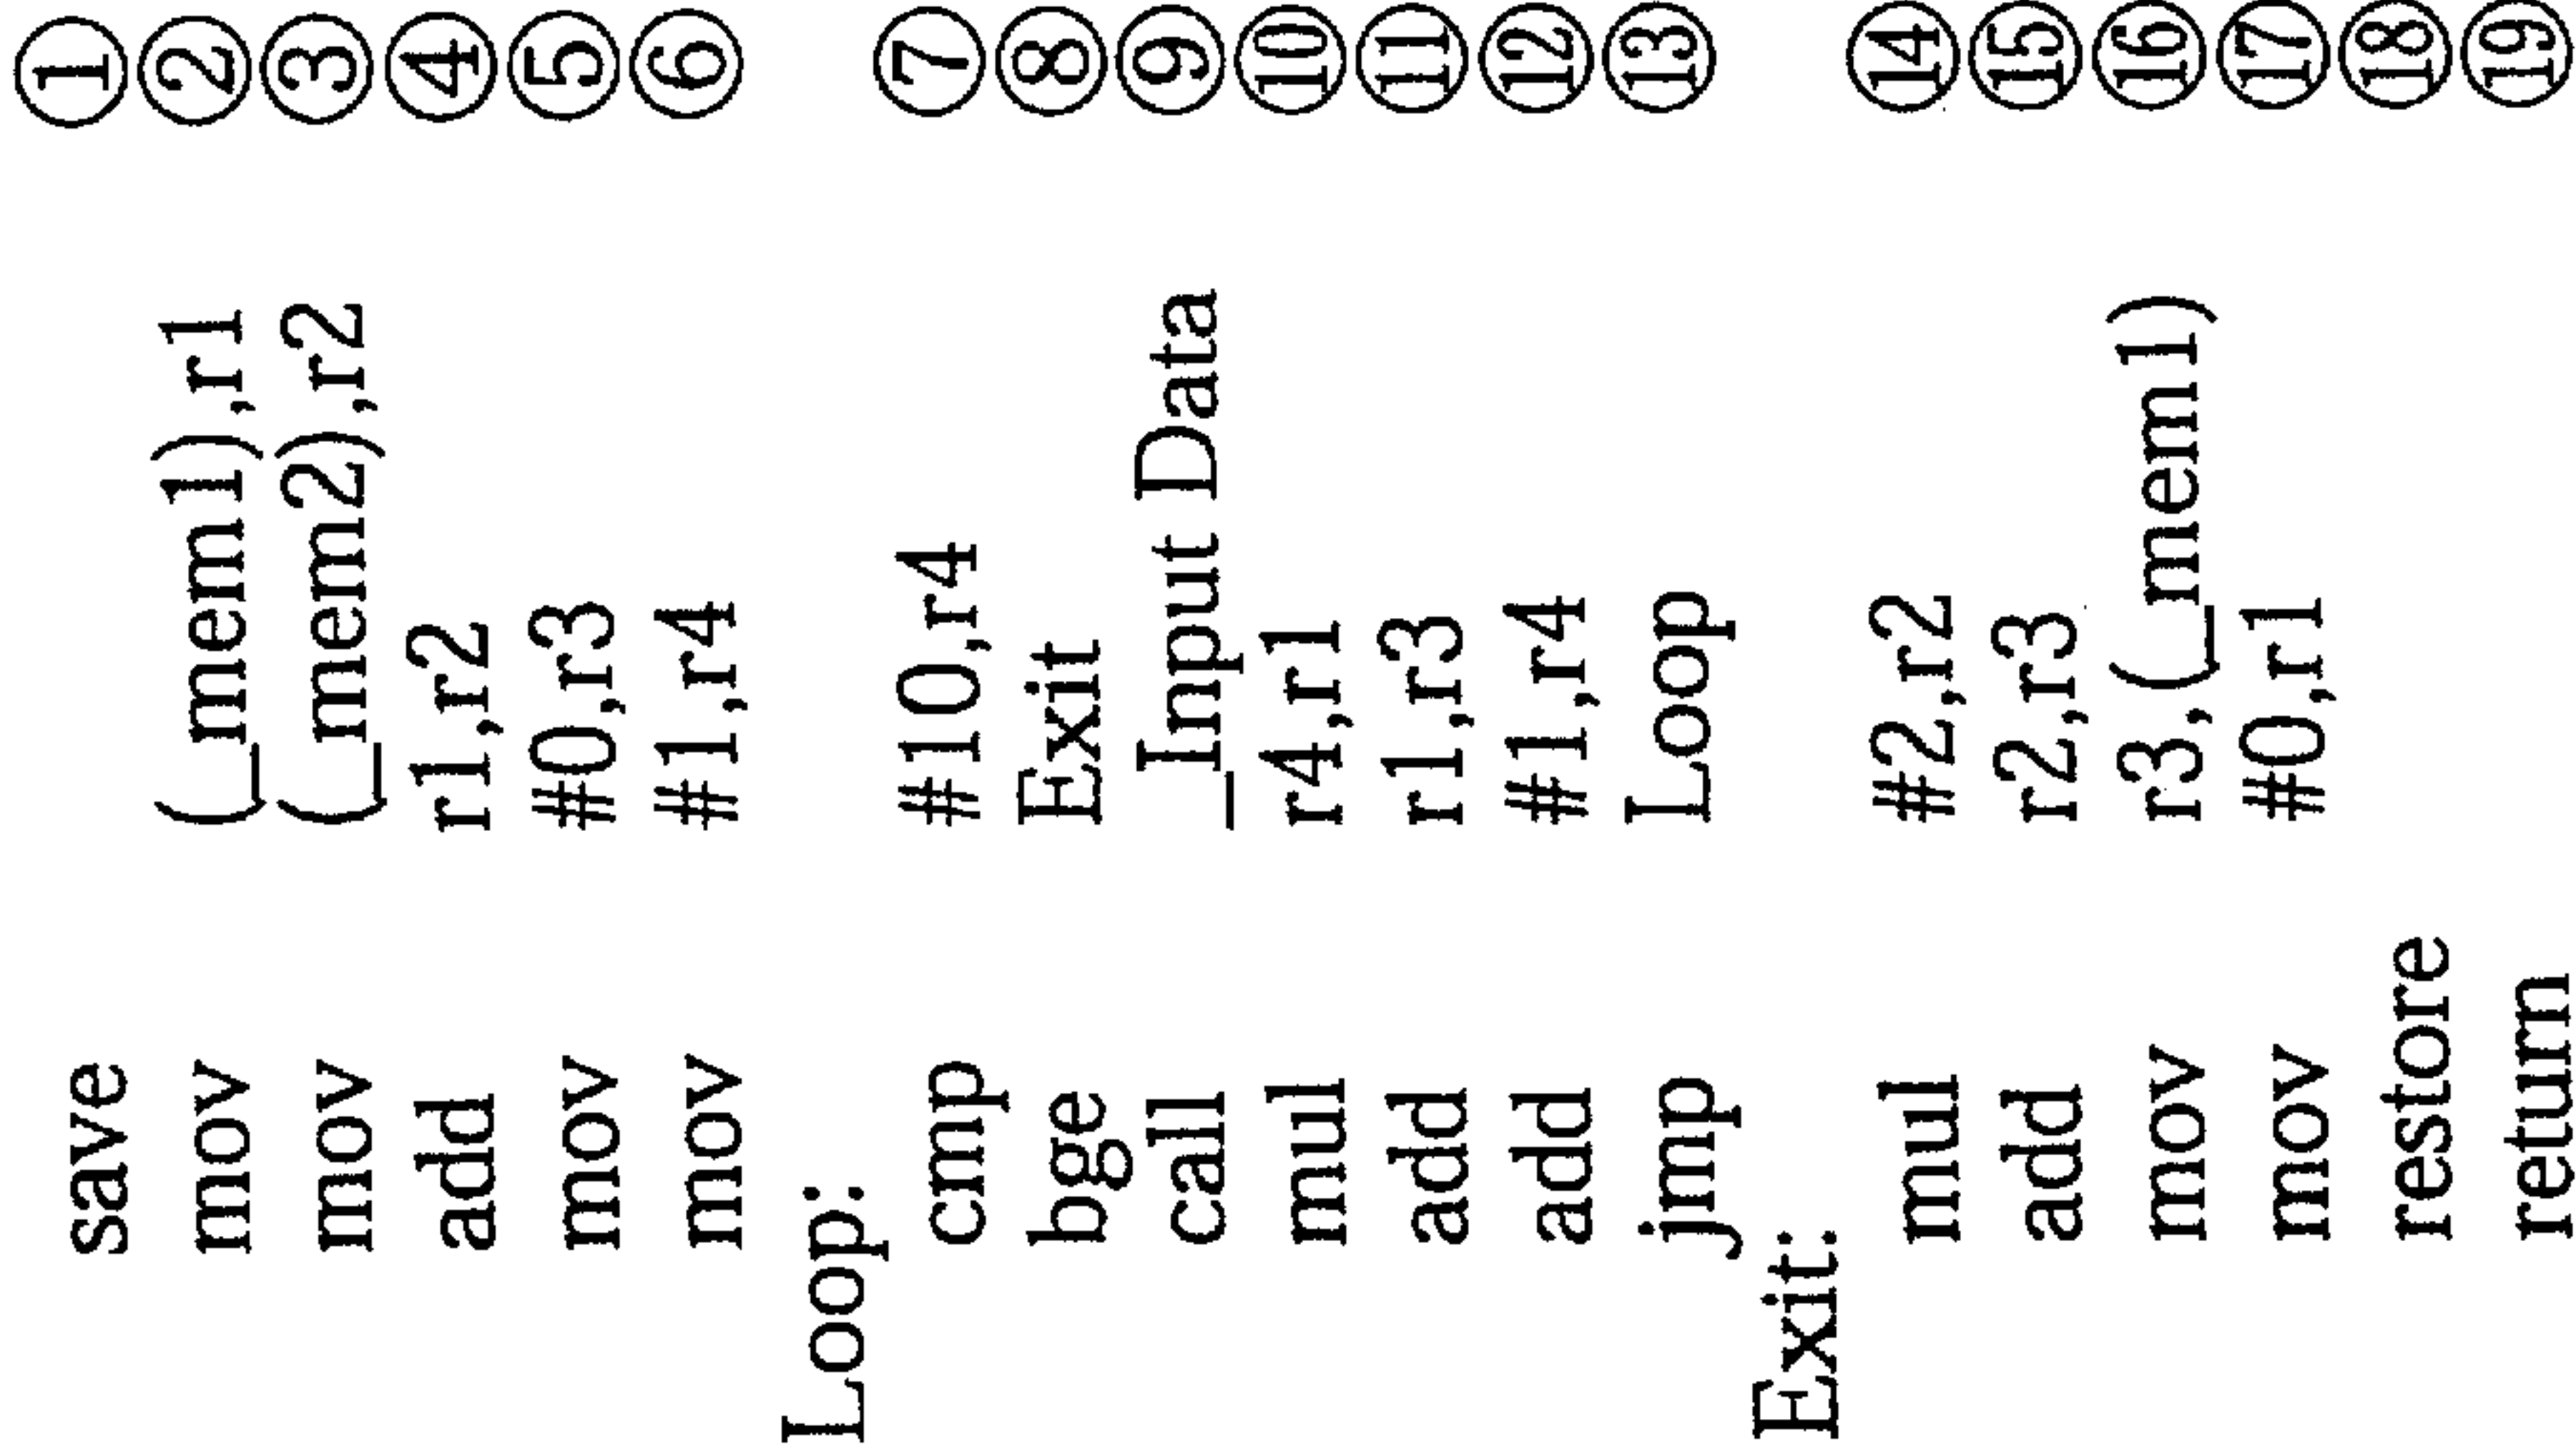 save ①
mov (_mem1),r1 ②
mov (_mem2),r2 ③
add r1,r2 ④
mov #0,r3 ⑤
mov #1,r4 ⑥
Loop:
cmp #10,r4 ⑦
bge Exit ⑧
call _Input Data ⑨
mul r4,r1 ⑩
add r1,r3 ⑪
add #1,r4 ⑫
jmp Loop ⑬
Exit:
mul #2,r2 ⑭
add r2,r3 ⑮
mov r3,(_mem1) ⑯
mov #0,r1 ⑰
restore ⑱
return ⑲